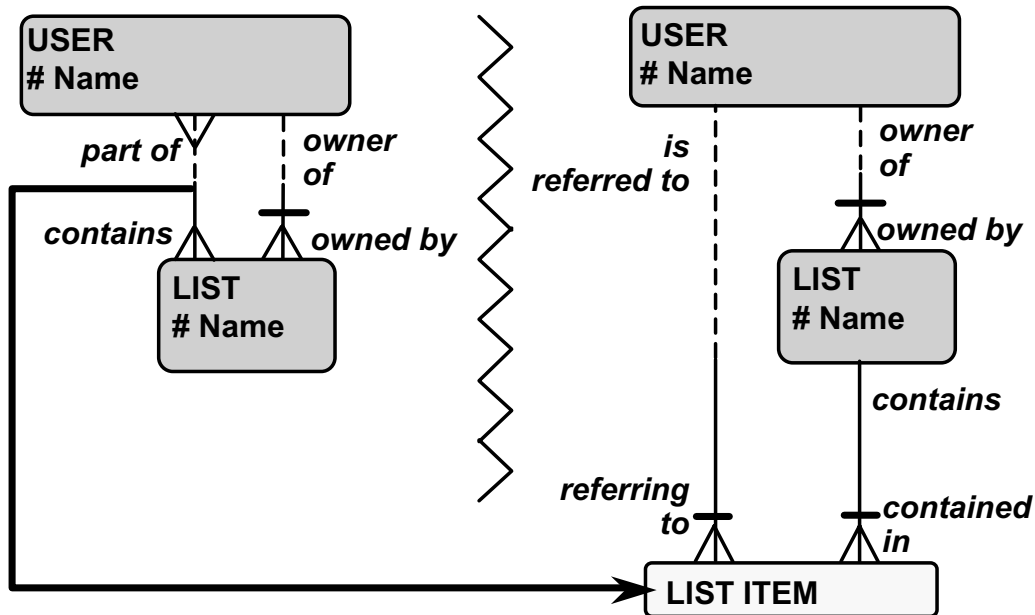 USER
# Name
part of
owner
of
contains
owned by
LIST
# Name
USER
# Name
is
referred to
owner
of
owned by
LIST
# Name
contains
referring
to
contained
in
LIST ITEM